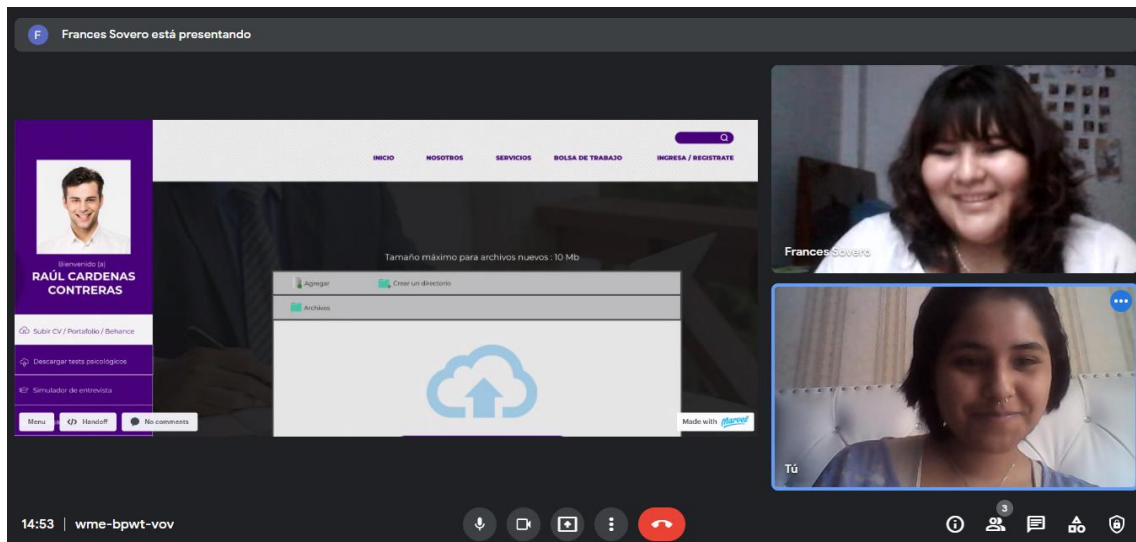 F
Frances Sovero está presentando
INICIO NOSOTROS SERVICIOS BOLSA DE TRABAJO INGRESA / REGISTRATE
Bienvenido (a)
RAÚL CARDENAS
CONTRERAS
Subir CV / Portafolio / Behance
Descargar tests psicológicos
Simulador de entrevista
Tamaño máximo para archivos nuevos : 10 Mb
Agregar Crear un directorio
Archivos
Menu </> Handoff No comments
Made with Marvel
Frances Sovero
Tú
14:53 | wme-bpwt-vov
3